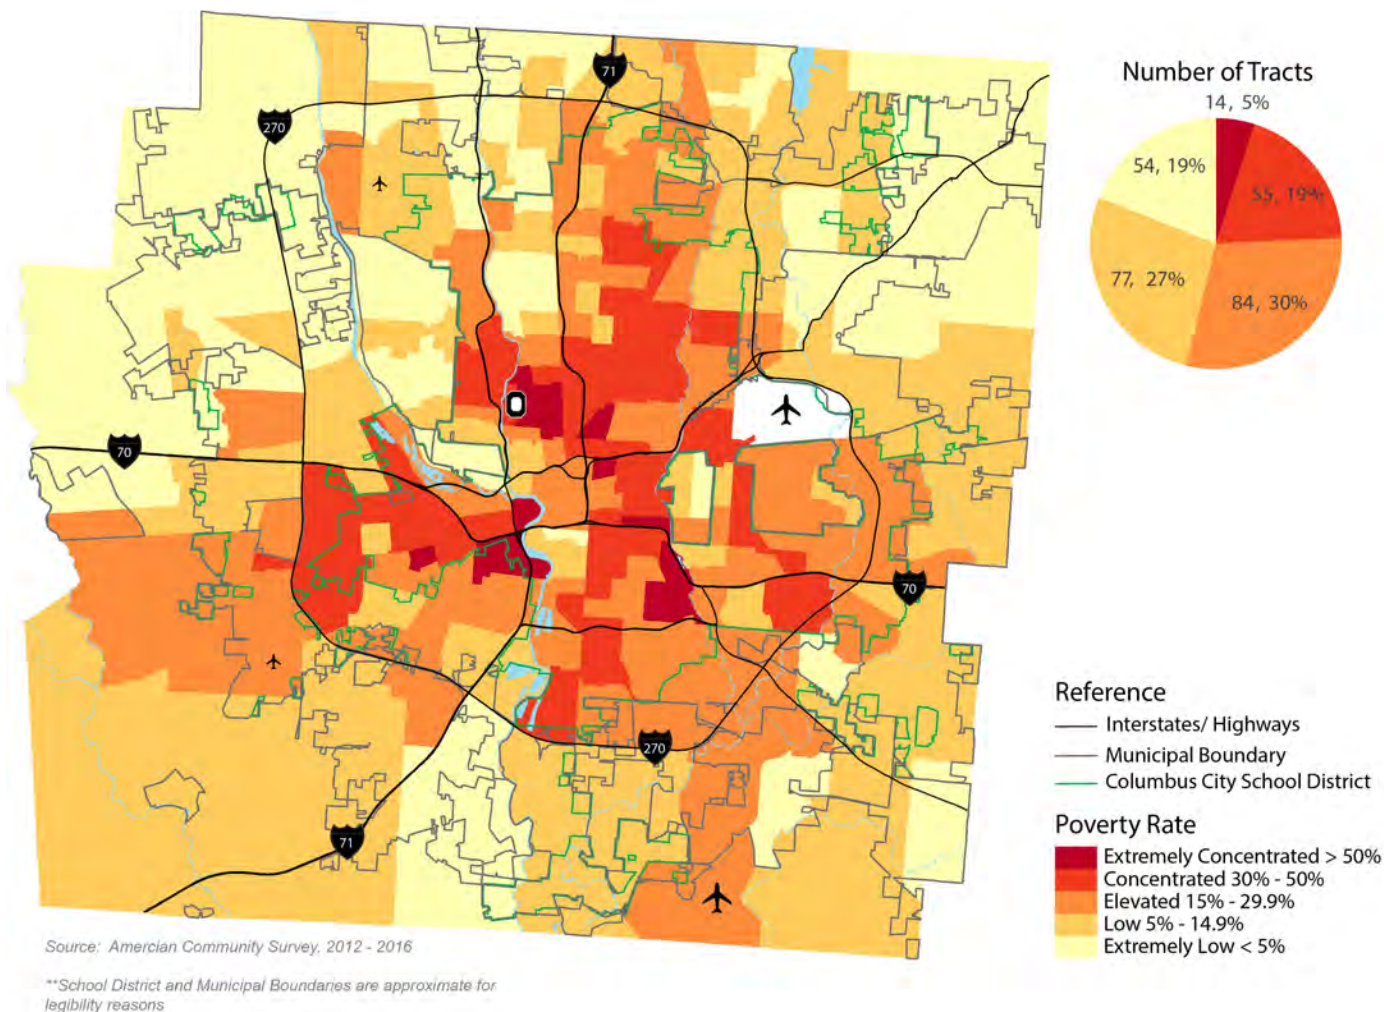 Number of Tracts
14, 5%
54, 19%
55, 19%
77, 27%
84, 30%
71
270
70
70
270
71
Reference
Interstates/ Highways
Municipal Boundary
Columbus City School District
Poverty Rate
Extremely Concentrated > 50%
Concentrated 30% - 50%
Elevated 15% - 29.9%
Low 5% - 14.9%
Extremely Low < 5%
Source: Amercian Community Survey, 2012 - 2016
**School District and Municipal Boundaries are approximate for
legibility reasons